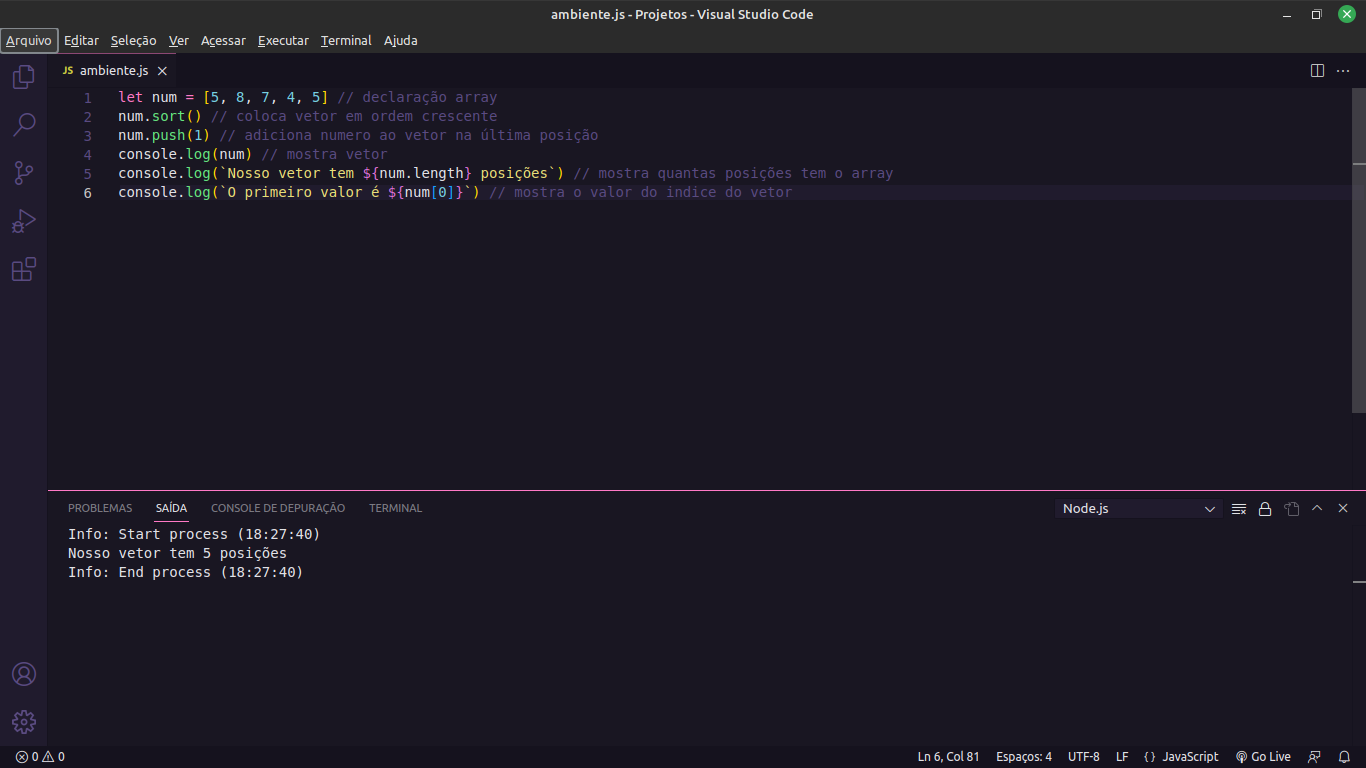 ambiente.js - Projetos - Visual Studio Code
Arquivo Editar Seleção Ver Acessar Executar Terminal Ajuda
JS ambiente.js
1 let num = [5, 8, 7, 4, 5] // declaração array
2 num.sort() // coloca vetor em ordem crescente
3 num.push(1) // adiciona numero ao vetor na última posição
4 console.log(num) // mostra vetor
5 console.log(`Nosso vetor tem ${num.length} posições`) // mostra quantas posições tem o array
6 console.log(`O primeiro valor é ${num[0]}`) // mostra o valor do indice do vetor
PROBLEMAS SAÍDA CONSOLE DE DEPURAÇÃO TERMINAL Node.js
Info: Start process (18:27:40)
Nosso vetor tem 5 posições
Info: End process (18:27:40)
0 0 Ln 6, Col 81 Espaços: 4 UTF-8 LF {} JavaScript Go Live